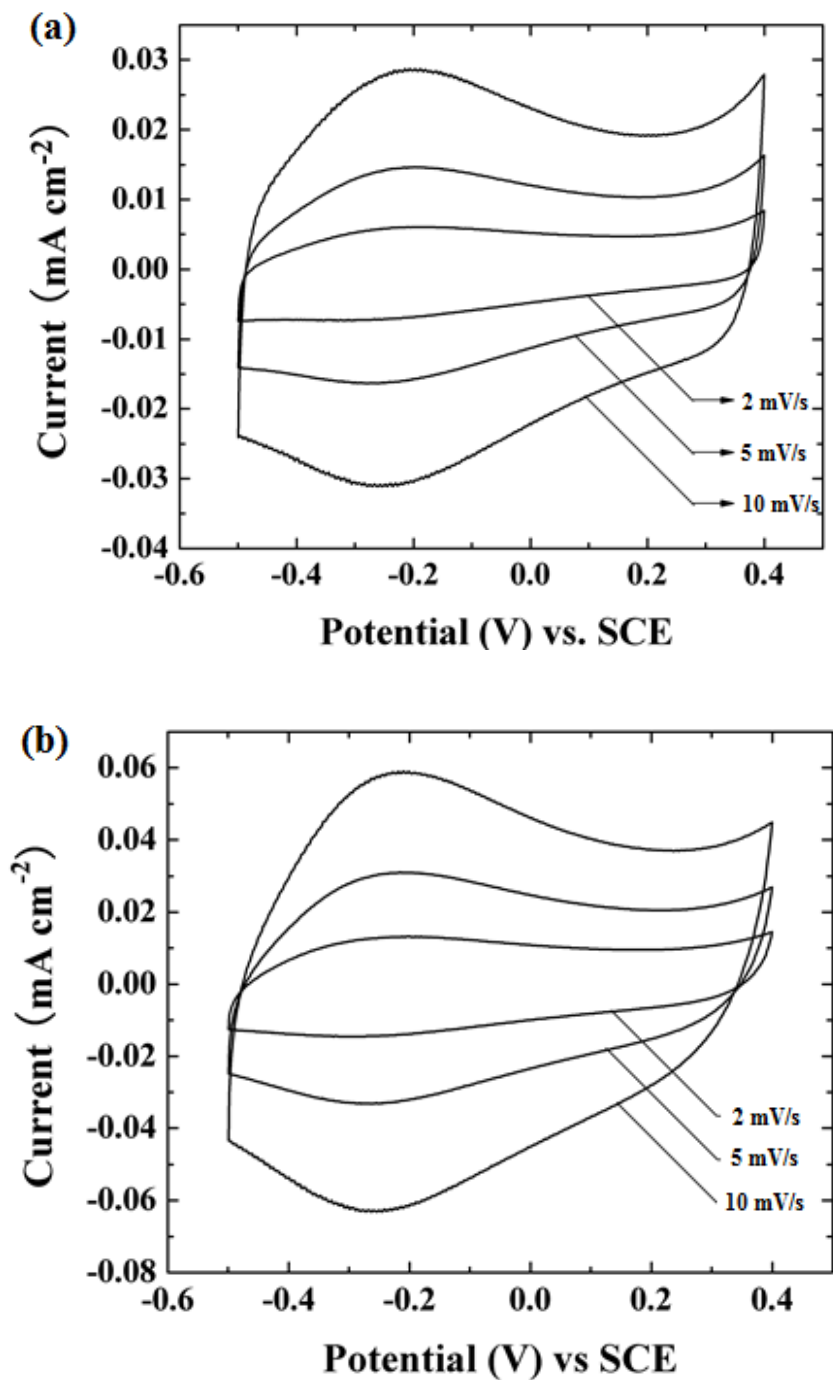 (a)
0.03
0.02
0.01
0.00
-0.01
-0.02
-0.03
-0.04
Current (mA cm-2)
2 mV/s
5 mV/s
10 mV/s
-0.6 -0.4 -0.2 0.0 0.2 0.4
Potential (V) vs. SCE
(b)
0.06
0.04
0.02
0.00
-0.02
-0.04
-0.06
-0.08
Current (mA cm-2)
2 mV/s
5 mV/s
10 mV/s
-0.6 -0.4 -0.2 0.0 0.2 0.4
Potential (V) vs SCE